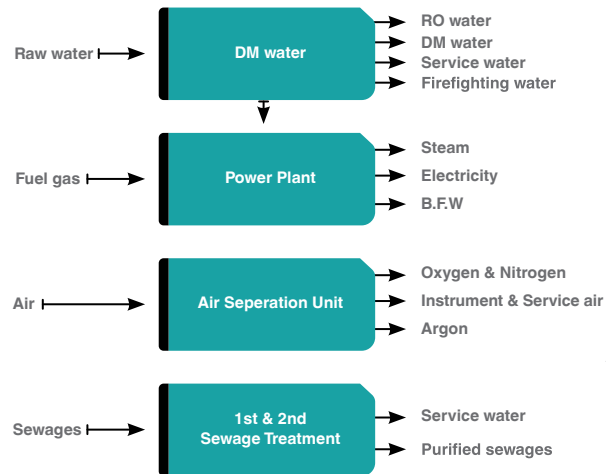 Raw water
DM water
RO water
DM water
Service water
Firefighting water
Fuel gas
Power Plant
Steam
Electricity
B.F.W
Air
Air Seperation Unit
Oxygen & Nitrogen
Instrument & Service air
Argon
Sewages
1st & 2nd
Sewage Treatment
Service water
Purified sewages